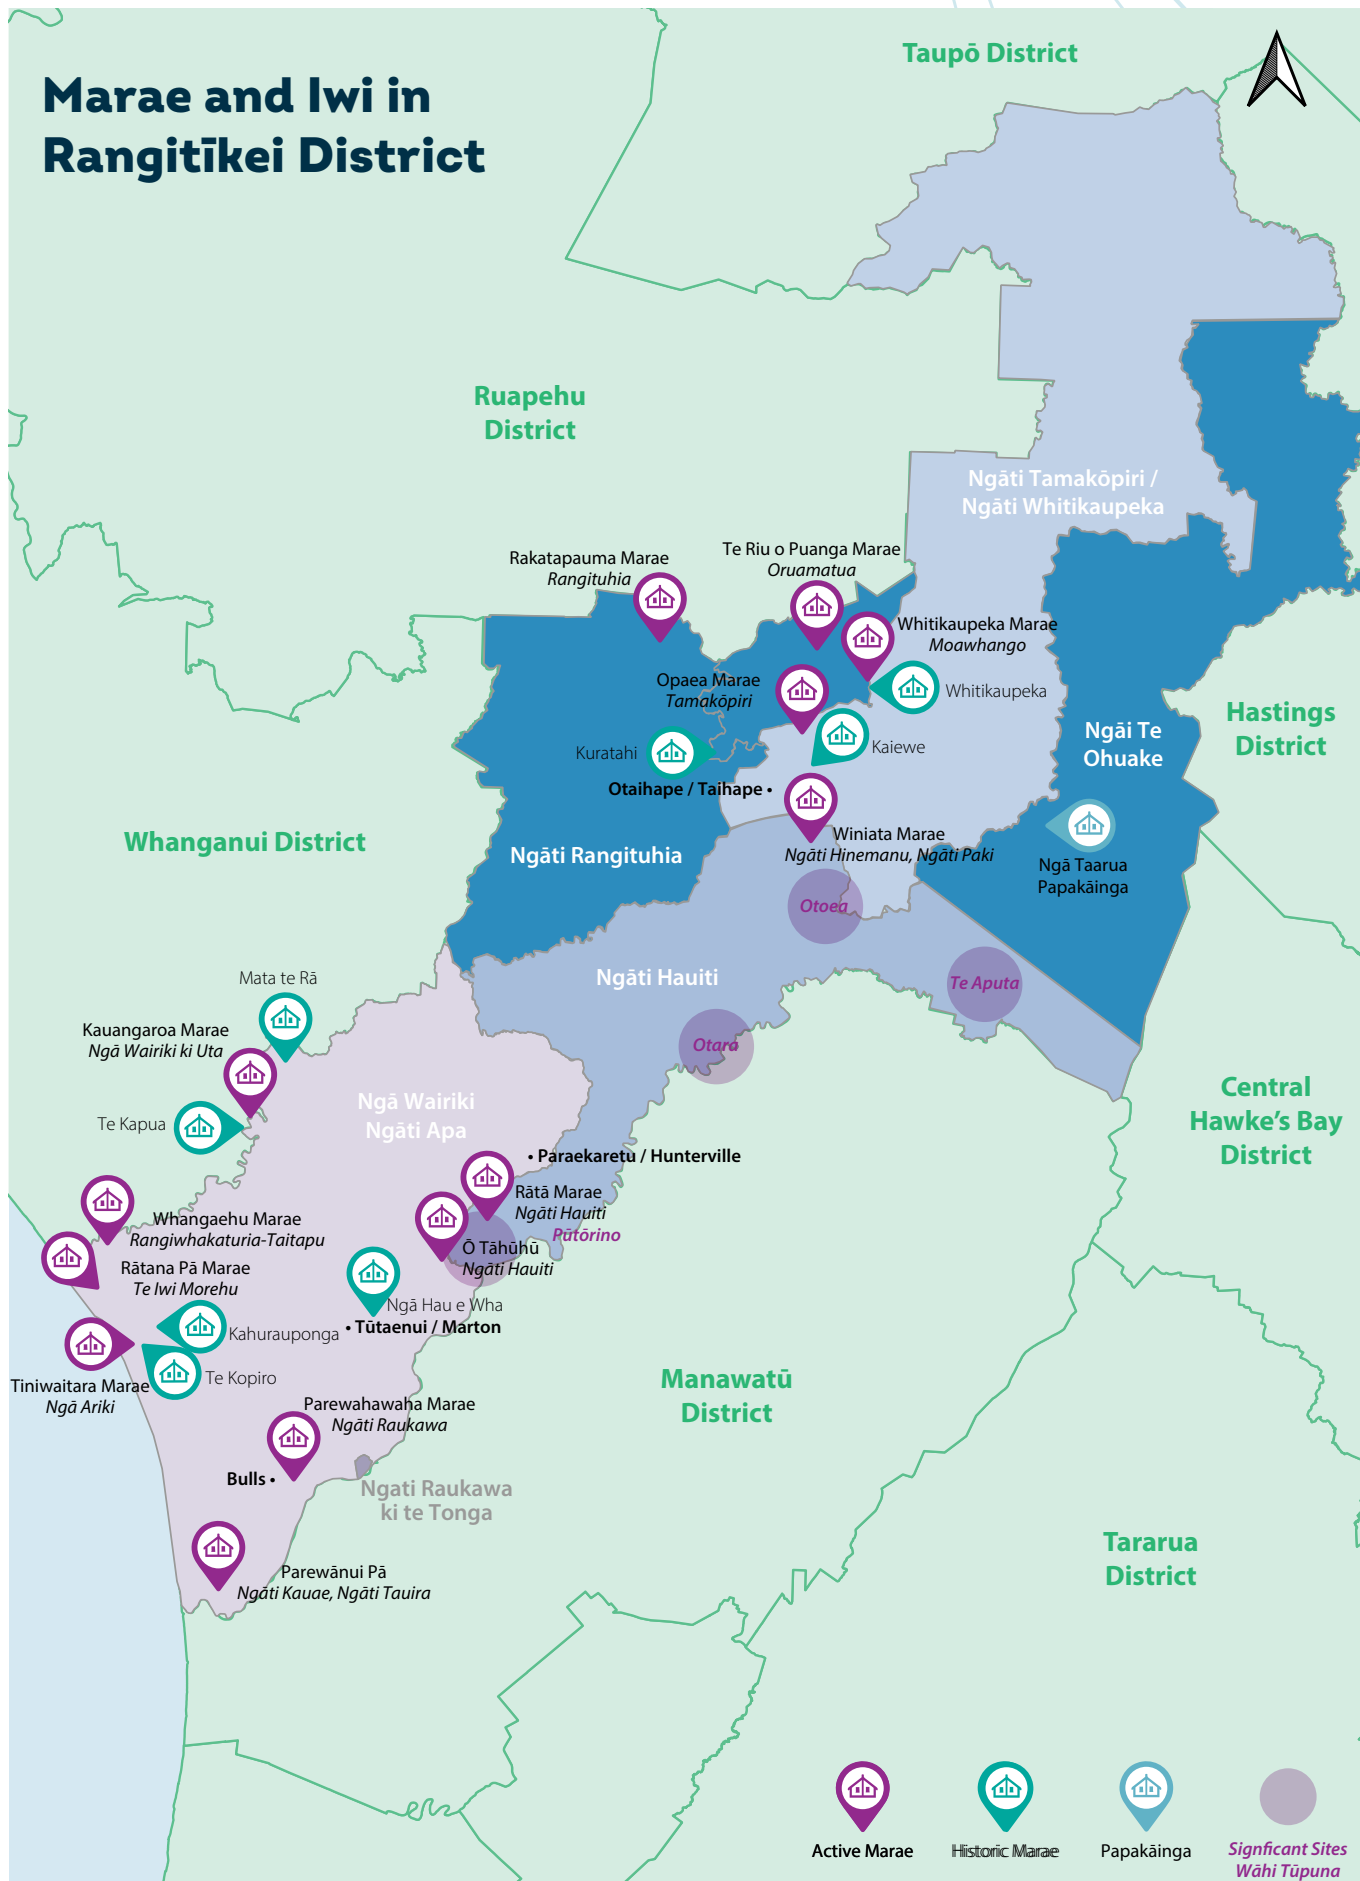 Marae and Iwi in
Rangitīkei District
Taupō District
Ruapehu
District
Ngāti Tamakōpiri /
Ngāti Whitikaupeka
Rakatapauma Marae
Rangituhia
Te Riu o Puanga Marae
Oruamatua
Whitikaupeka Marae
Moawhango
Opaea Marae
Tamakōpiri
Whitikaupeka
Kuratahi
Kaiewe
Otaihape / Taihape •
Ngāi Te
Ohuake
Hastings
District
Whanganui District
Ngāti Rangituhia
Winiata Marae
Ngāti Hinemanu, Ngāti Paki
Ngā Taarua
Papakāinga
Otoea
Ngāti Hauiti
Te Aputa
Otara
Mata te Rā
Kauangaroa Marae
Ngā Wairiki ki Uta
Te Kapua
Ngā Wairiki
Ngāti Apa
Central
Hawke's Bay
District
• Paraekaretu / Hunterville
Rātā Marae
Ngāti Hauiti
Pūtōrino
Whangaehu Marae
Rangiwhakaturia-Taitapu
Ō Tāhūhū
Ngāti Hauiti
Rātana Pā Marae
Te Iwi Morehu
Ngā Hau e Wha
• Tūtaenui / Marton
Kahurauponga
Te Kopiro
Tiniwaitara Marae
Ngā Ariki
Manawatū
District
Parewahawaha Marae
Ngāti Raukawa
Bulls •
Ngati Raukawa
ki te Tonga
Tararua
District
Parewānui Pā
Ngāti Kauae, Ngāti Tauira
Active Marae
Historic Marae
Papakāinga
Signficant Sites
Wāhi Tūpuna